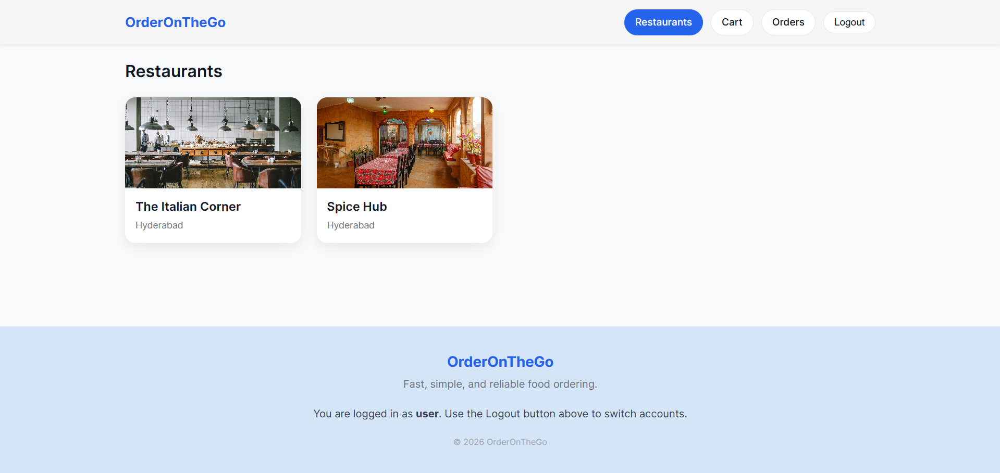 OrderOnTheGo
Restaurants
Cart
Orders
Logout
Restaurants
The Italian Corner
Hyderabad
Spice Hub
Hyderabad
OrderOnTheGo
Fast, simple, and reliable food ordering.
You are logged in as user. Use the Logout button above to switch accounts.
© 2026 OrderOnTheGo